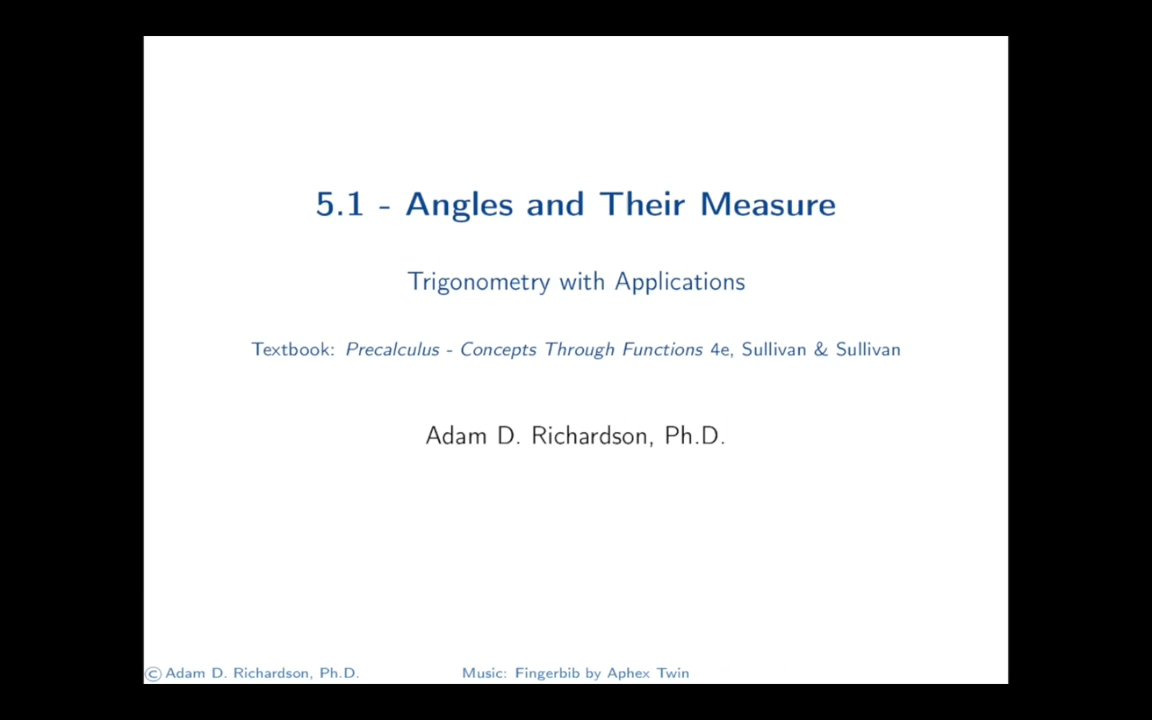 5.1 - Angles and Their Measure
Trigonometry with Applications
Textbook: Precalculus - Concepts Through Functions 4e, Sullivan & Sullivan
Adam D. Richardson, Ph.D.
© Adam D. Richardson, Ph.D.
Music: Fingerbib by Aphex Twin